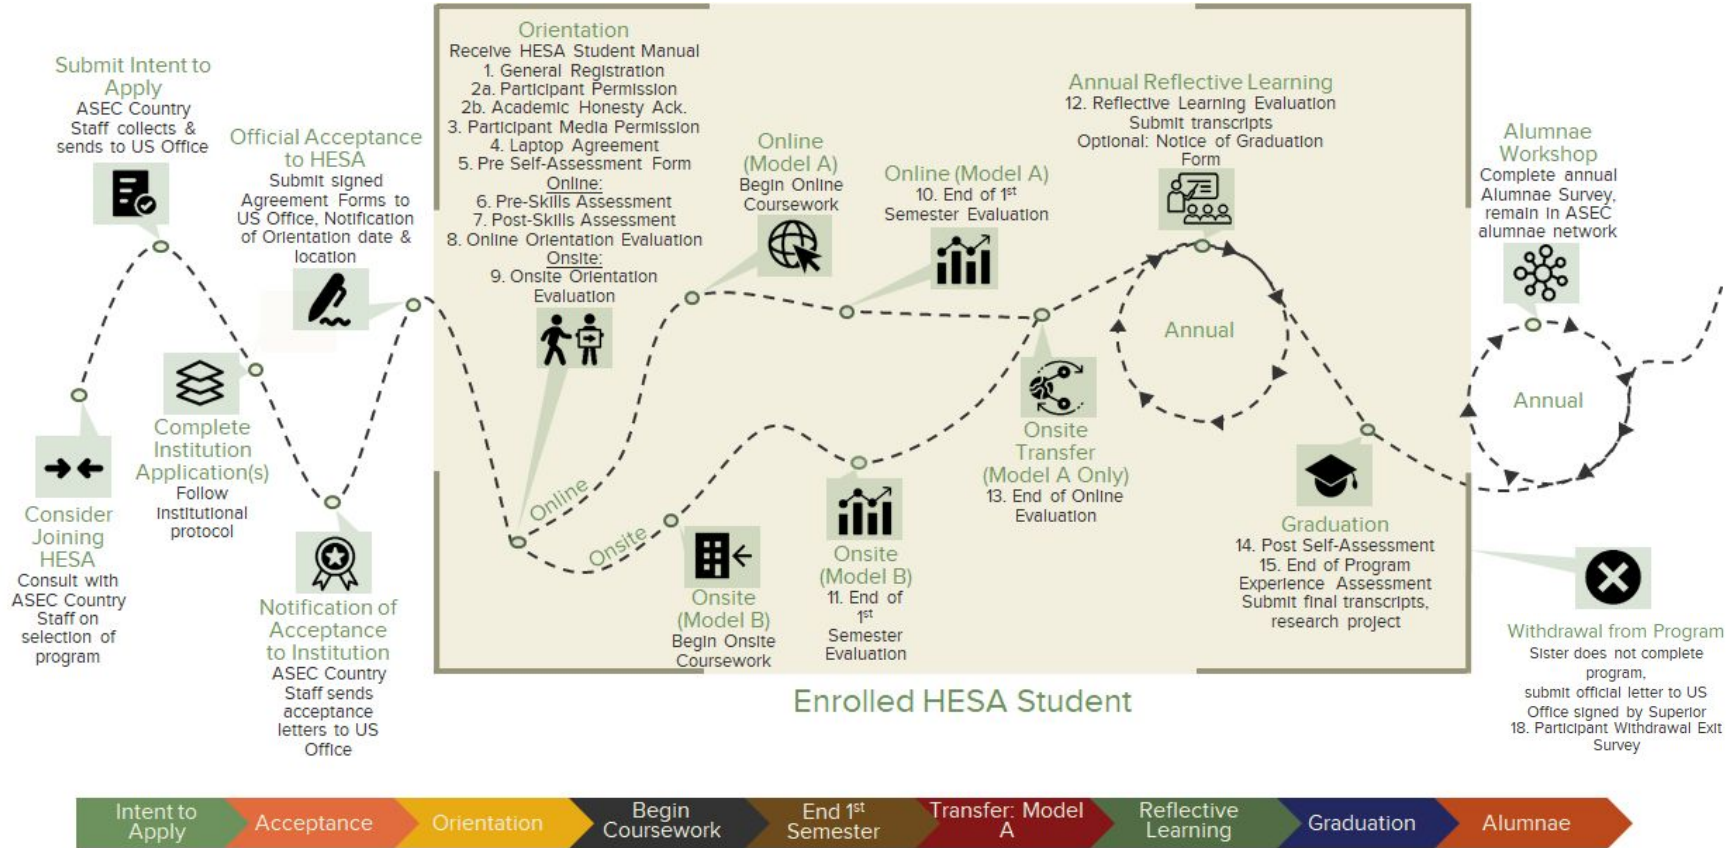 Submit Intent to
Apply
ASEC Country
Staff collects &
sends to US Office
Official Acceptance
to HESA
Submit signed
Agreement Forms to
US Office, Notification
of Orientation date &
location
Consider
Joining
HESA
Consult with
ASEC Country
Staff on
selection of
program
Complete
Institution
Application(s)
Follow
institutional
protocol
Notification of
Acceptance
to Institution
ASEC Country
Staff sends
acceptance
letters to US
Office
Orientation
Receive HESA Student Manual
1. General Registration
2a. Participant Permission
2b. Academic Honesty Ack.
3. Participant Media Permission
4. Laptop Agreement
5. Pre Self-Assessment Form
Online:
6. Pre-Skills Assessment
7. Post-Skills Assessment
8. Online Orientation Evaluation
Onsite:
9. Onsite Orientation
Evaluation
Online
Onsite
Online
(Model A)
Begin Online
Coursework
Online (Model A)
10. End of 1st
Semester Evaluation
Onsite
(Model B)
Begin Onsite
Coursework
Onsite
(Model B)
11. End of
1st
Semester
Evaluation
Onsite
Transfer
(Model A Only)
13. End of Online
Evaluation
Annual Reflective Learning
12. Reflective Learning Evaluation
Submit transcripts
Optional: Notice of Graduation
Form
Annual
Graduation
14. Post Self-Assessment
15. End of Program
Experience Assessment
Submit final transcripts,
research project
Enrolled HESA Student
Alumnae
Workshop
Complete annual
Alumnae Survey,
remain in ASEC
alumnae network
Annual
Withdrawal from Program
Sister does not complete
program,
submit official letter to US
Office signed by Superior
18. Participant Withdrawal Exit
Survey
Intent to
Apply
Acceptance
Orientation
Begin
Coursework
End 1st
Semester
Transfer: Model
A
Reflective
Learning
Graduation
Alumnae